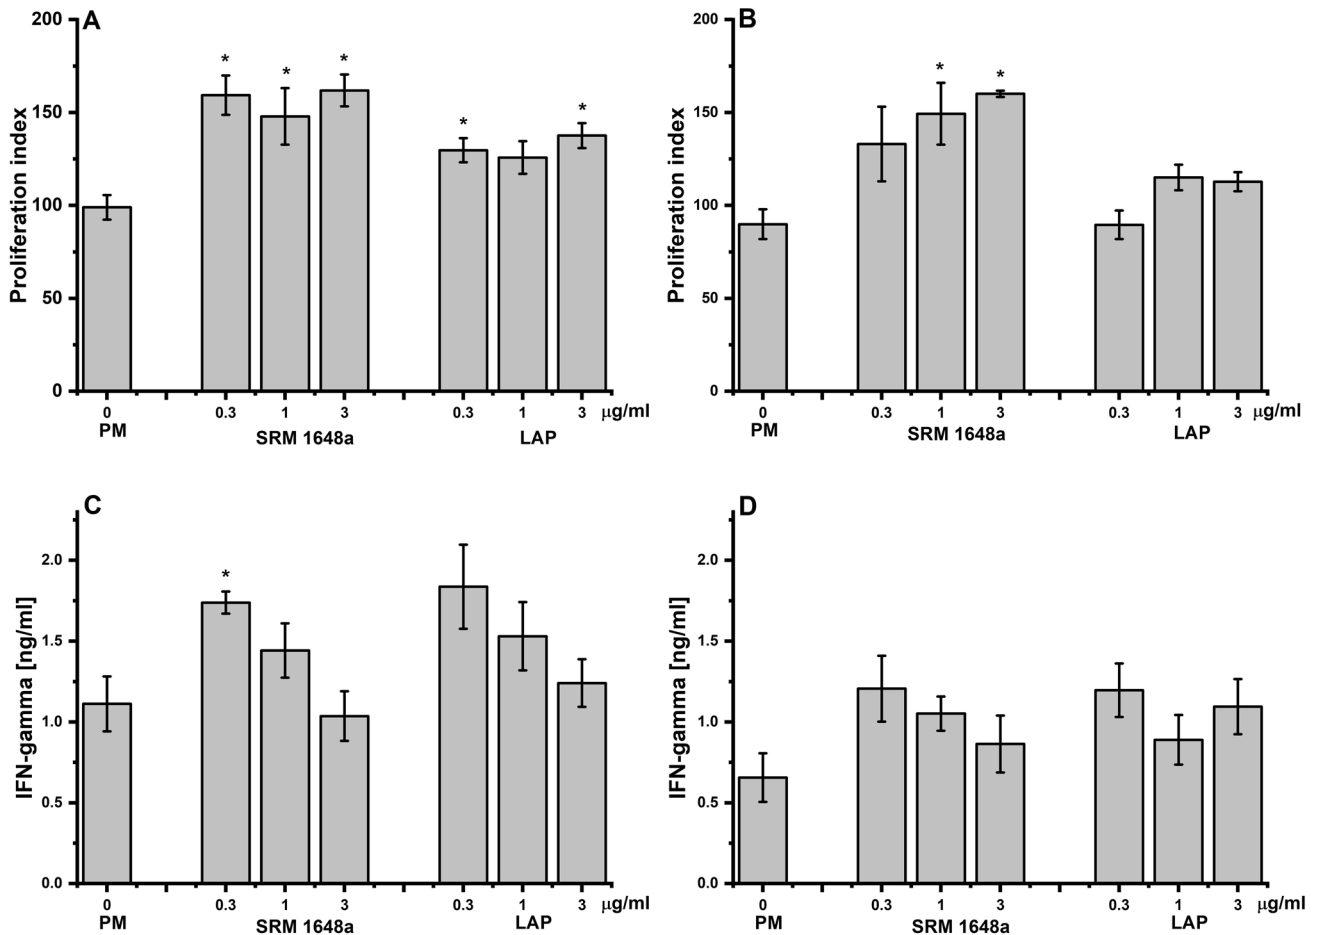 A
200
150
100
50
0
Proliferation index
* * * * *
0 0.3 1 3 0.3 1 3 μg/ml
PM SRM 1648a LAP
B
200
150
100
50
0
Proliferation index
* *
0 0.3 1 3 0.3 1 3 μg/ml
PM SRM 1648a LAP
C
2.0
1.5
1.0
0.5
0.0
IFN-gamma [ng/ml]
*
0 0.3 1 3 0.3 1 3 μg/ml
PM SRM 1648a LAP
D
2.0
1.5
1.0
0.5
0.0
IFN-gamma [ng/ml]
0 0.3 1 3 0.3 1 3 μg/ml
PM SRM 1648a LAP